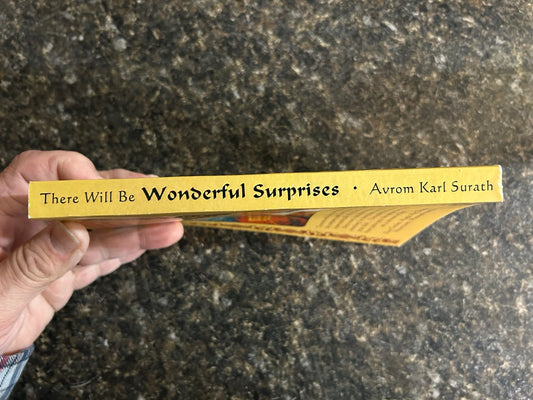 There Will Be Wonderful Surprises · Avrom Karl Surath